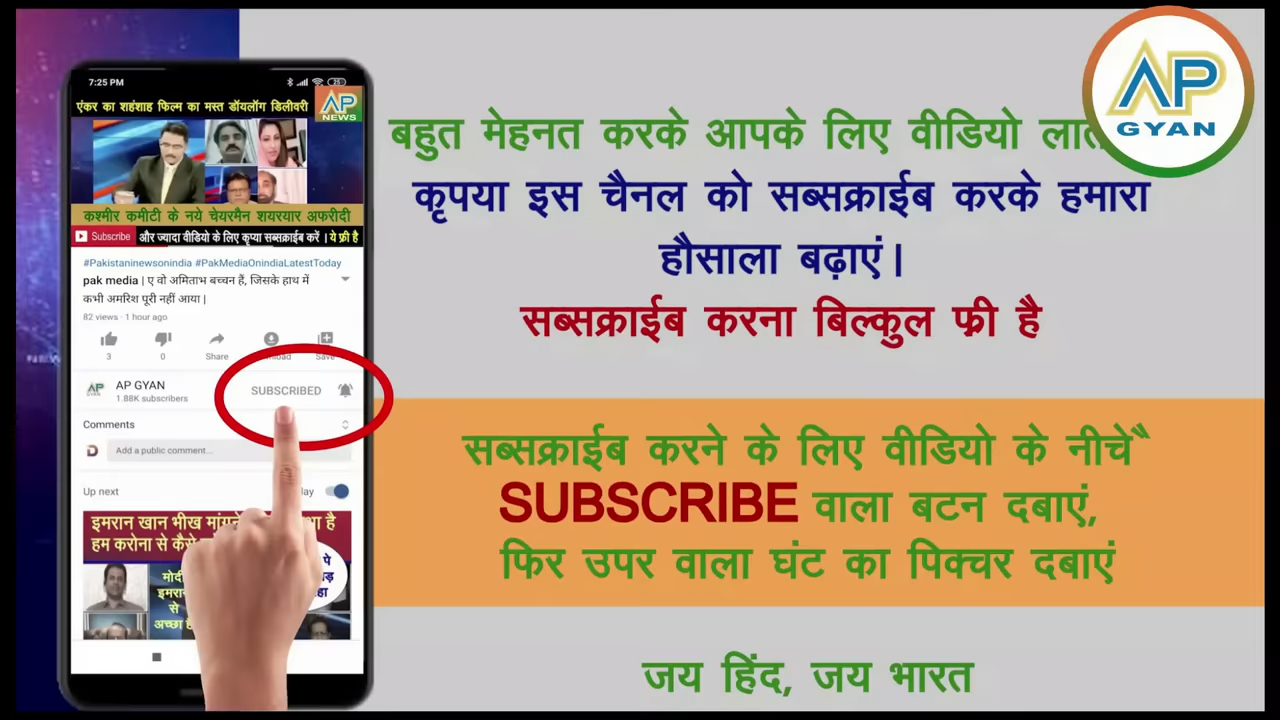 7:25 PM
एंकर का शहंशाह फिल्म का मस्त डॉयलॉग डिलीवरी
AP
NEWS
कश्मीर कमीटी के नये चेयरमैन शयरयार अफरीदी
Subscribe और ज्यादा वीडियो के लिए कृप्या सब्सक्राईब करें । ये फ्री है
#Pakistaninewsonindia #PakMediaOnindiaLatestToday
pak media | ए वो अमिताभ बच्चन हैं, जिसके हाथ में
कभी अमरिश पूरी नहीं आया |
82 views · 1 hour ago
3 0 Share Save
AP GYAN
1.88K subscribers
SUBSCRIBED
Comments
D Add a public comment...
Up next
इमरान खान भीख है
हम करोना से
मोदी
से
AP
GYAN
बहुत मेहनत करके आपके लिए वीडियो
कृपया इस चैनल को सब्सक्राईब करके हमारा
हौसाला बढ़ाएं।
सब्सक्राईब करना बिल्कुल फ्री है
सब्सक्राईब करने के लिए वीडियो के नीचे
SUBSCRIBE वाला बटन दबाएं,
फिर उपर वाला घंट का पिक्चर दबाएं
जय हिंद, जय भारत